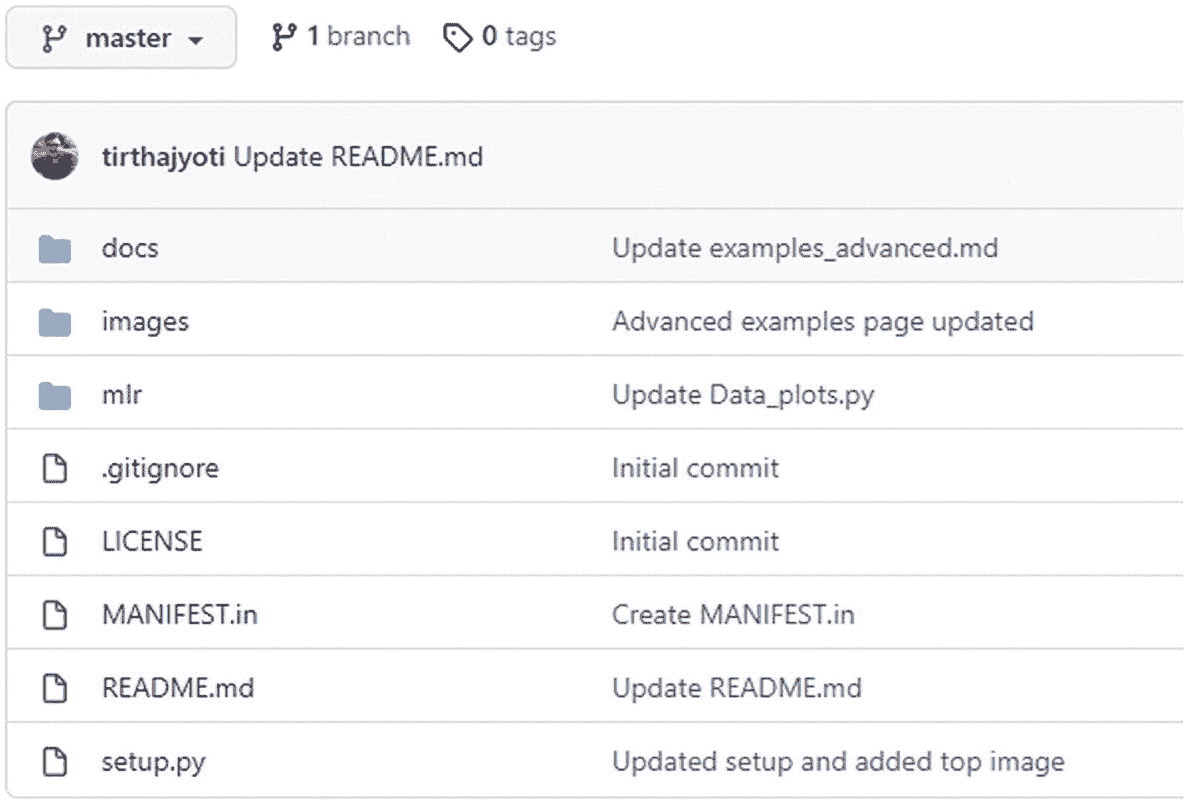 master 1 branch 0 tags
tirthajyoti Update README.md
docs Update examples_advanced.md
images Advanced examples page updated
mlr Update Data_plots.py
.gitignore Initial commit
LICENSE Initial commit
MANIFEST.in Create MANIFEST.in
README.md Update README.md
setup.py Updated setup and added top image